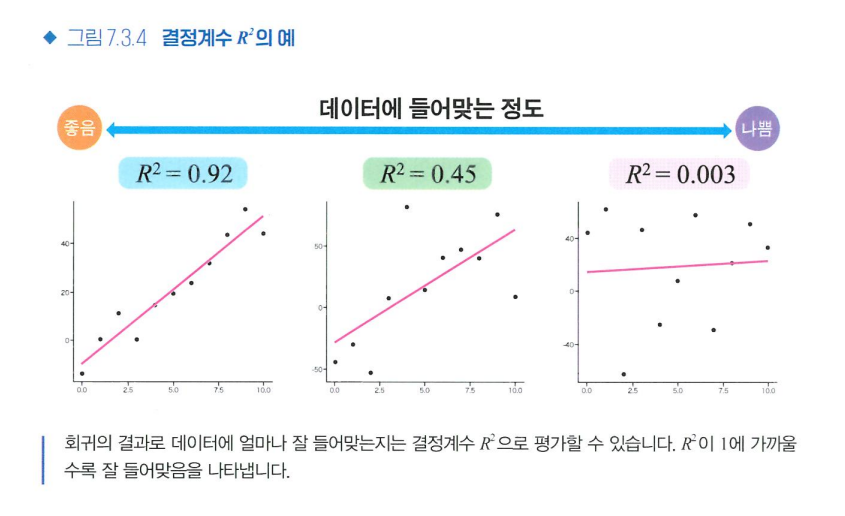 ◆ 그림 7.3.4 결정계수 R²의 예
데이터에 들어맞는 정도
좋음
나쁨
R² = 0.92
R² = 0.45
R² = 0.003
40
20
0
0.0 2.5 5.0 7.5 10.0
50
0
-50
0.0 2.5 5.0 7.5 10.0
40
0
-40
0.0 2.5 5.0 7.5 10.0
회귀의 결과로 데이터에 얼마나 잘 들어맞는지는 결정계수 R²으로 평가할 수 있습니다. R²이 1에 가까울
수록 잘 들어맞음을 나타냅니다.